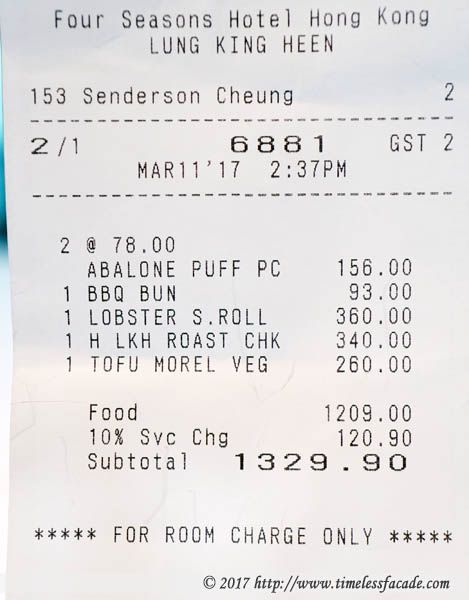 Four Seasons Hotel Hong Kong
LUNG KING HEEN
153 Senderson Cheung 2
2/1 6881 GST 2
MAR11'17 2:37PM
2 @ 78.00
ABALONE PUFF PC 156.00
1 BBQ BUN 93.00
1 LOBSTER S.ROLL 360.00
1 H LKH ROAST CHK 340.00
1 TOFU MOREL VEG 260.00
Food 1209.00
10% Svc Chg 120.90
Subtotal 1329.90
***** FOR ROOM CHARGE ONLY *****
© 2017 http://www.timelessfacade.com